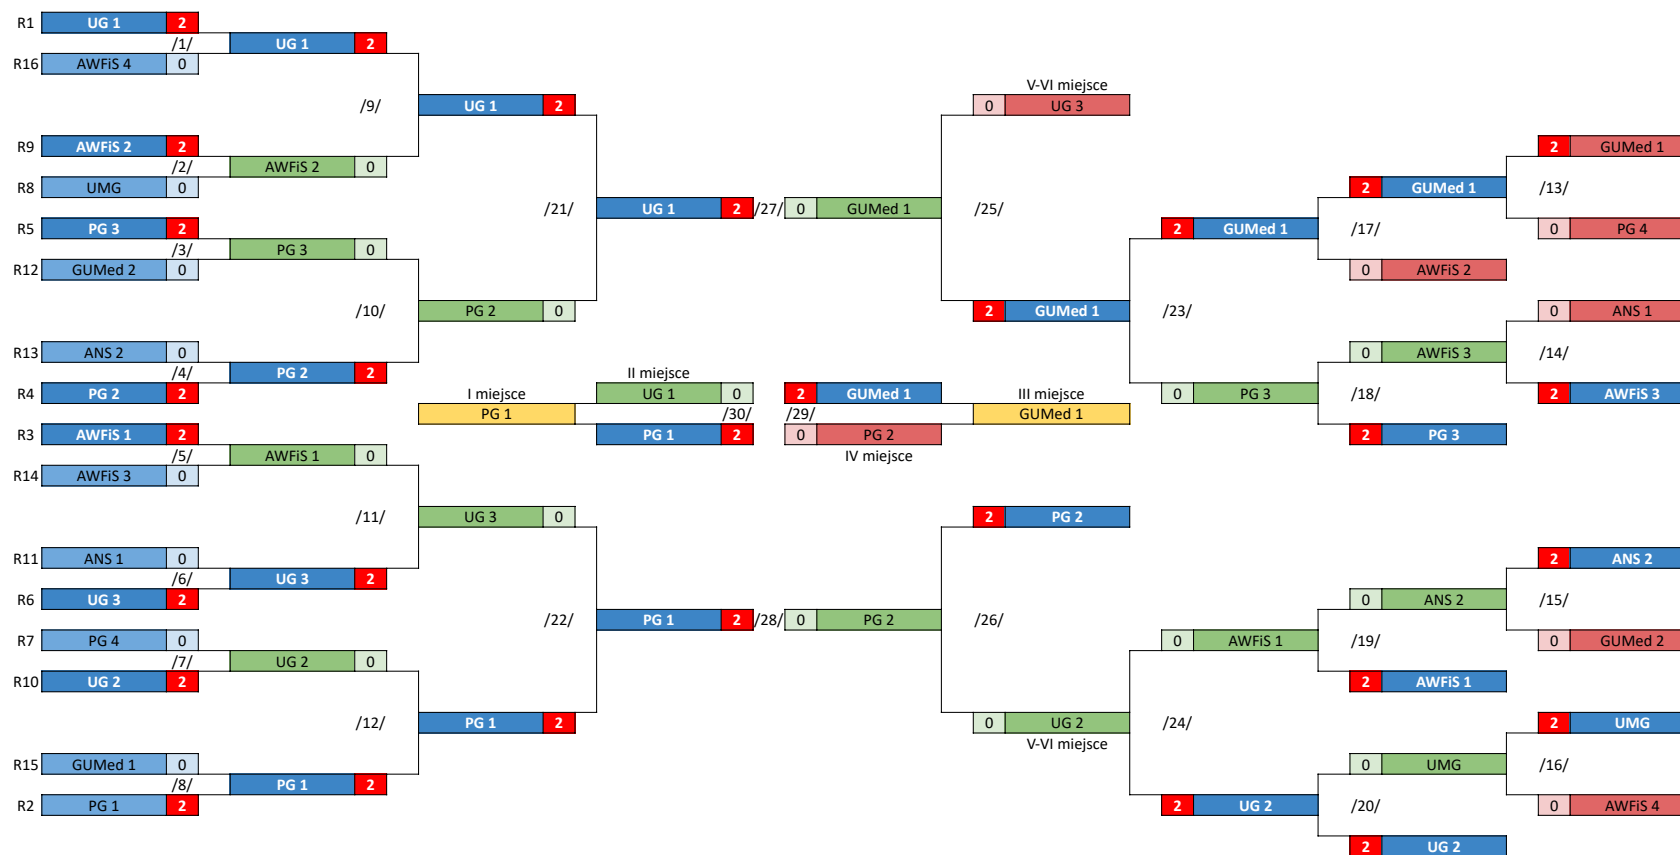 R1 UG 1 2
/1/ UG 1 2
R16 AWFiS 4 0
V-VI miejsce
/9/ UG 1 2 0 UG 3
R9 AWFiS 2 2 2 GUMed 1
/2/ AWFiS 2 0
R8 UMG 0 2 GUMed 1 /13/
/21/ UG 1 2 /27/ 0 GUMed 1 /25/
R5 PG 3 2 2 GUMed 1 /17/ 0 PG 4
/3/ PG 3 0
R12 GUMed 2 0 0 AWFiS 2
/10/ PG 2 0 2 GUMed 1 /23/ 0 ANS 1
R13 ANS 2 0 0 AWFiS 3 /14/
/4/ PG 2 2 II miejsce
R4 PG 2 2 I miejsce UG 1 0 2 GUMed 1 III miejsce 0 PG 3 /18/ 2 AWFiS 3
PG 1 /30/ /29/ GUMed 1
R3 AWFiS 1 2 PG 1 2 0 PG 2 2 PG 3
/5/ AWFiS 1 0 IV miejsce
R14 AWFiS 3 0
/11/ UG 3 0 2 PG 2
R11 ANS 1 0 2 ANS 2
/6/ UG 3 2
R6 UG 3 2 0 ANS 2 /15/
/22/ PG 1 2 /28/ 0 PG 2 /26/
R7 PG 4 0 0 AWFiS 1 /19/ 0 GUMed 2
/7/ UG 2 0
R10 UG 2 2 2 AWFiS 1
/12/ PG 1 2 0 UG 2 /24/ 2 UMG
V-VI miejsce
R15 GUMed 1 0 0 UMG /16/
/8/ PG 1 2
R2 PG 1 2 2 UG 2 /20/ 0 AWFiS 4
2 UG 2